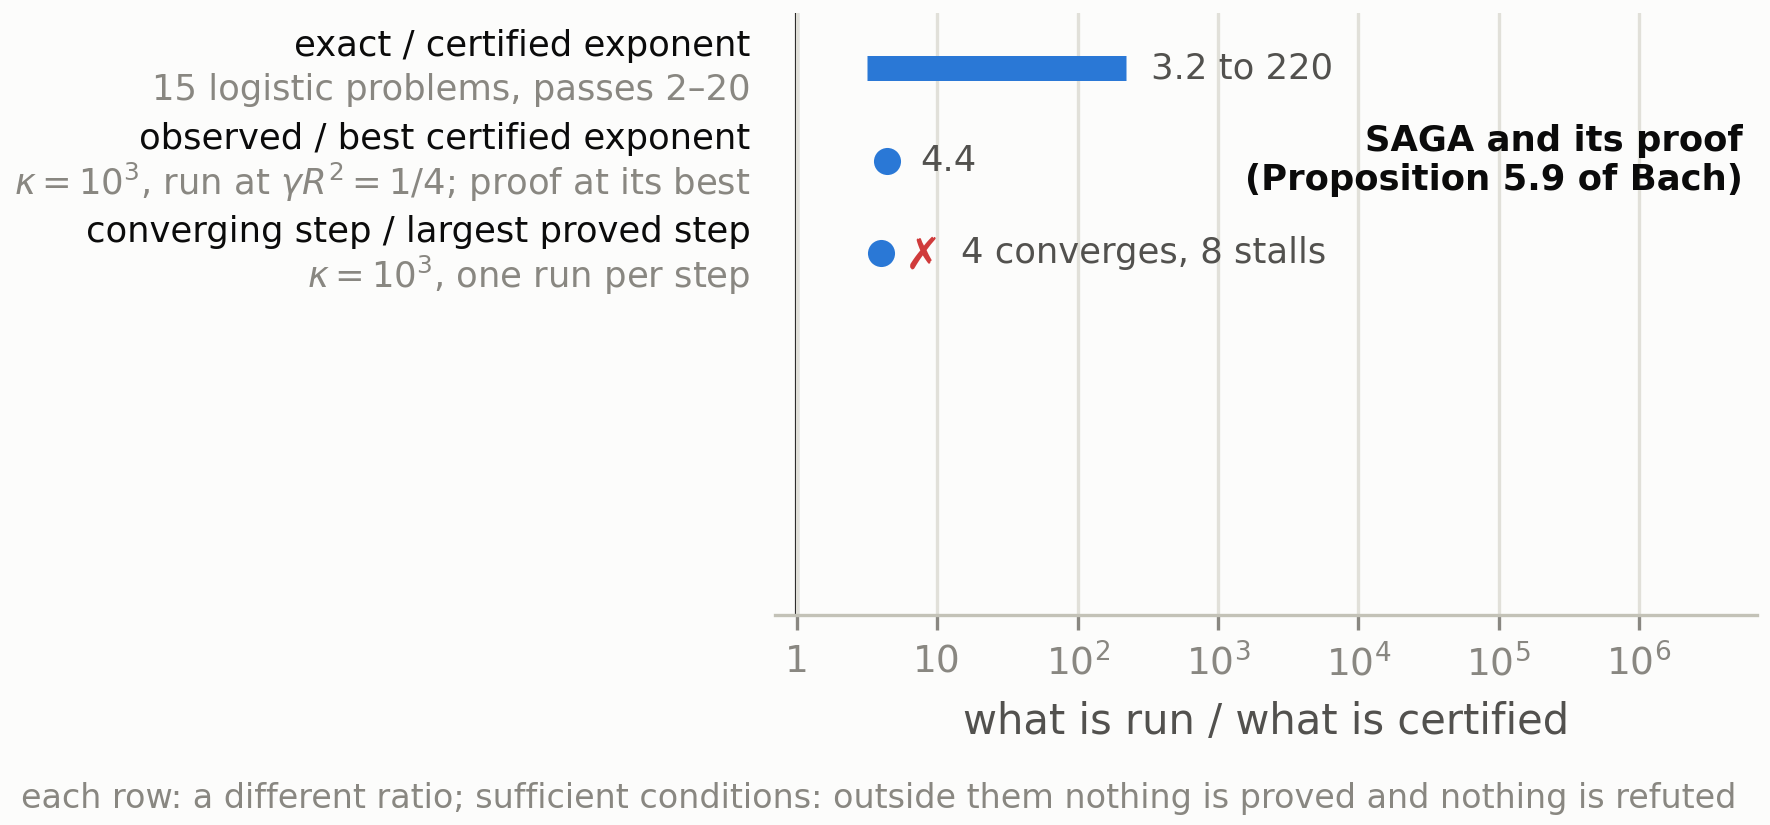 exact / certified exponent
15 logistic problems, passes 2–20
3.2 to 220
observed / best certified exponent
κ = 10³, run at γR² = 1/4; proof at its best
4.4
SAGA and its proof
(Proposition 5.9 of Bach)
converging step / largest proved step
κ = 10³, one run per step
✗ 4 converges, 8 stalls
1 10 10² 10³ 10⁴ 10⁵ 10⁶
what is run / what is certified
each row: a different ratio; sufficient conditions: outside them nothing is proved and nothing is refuted